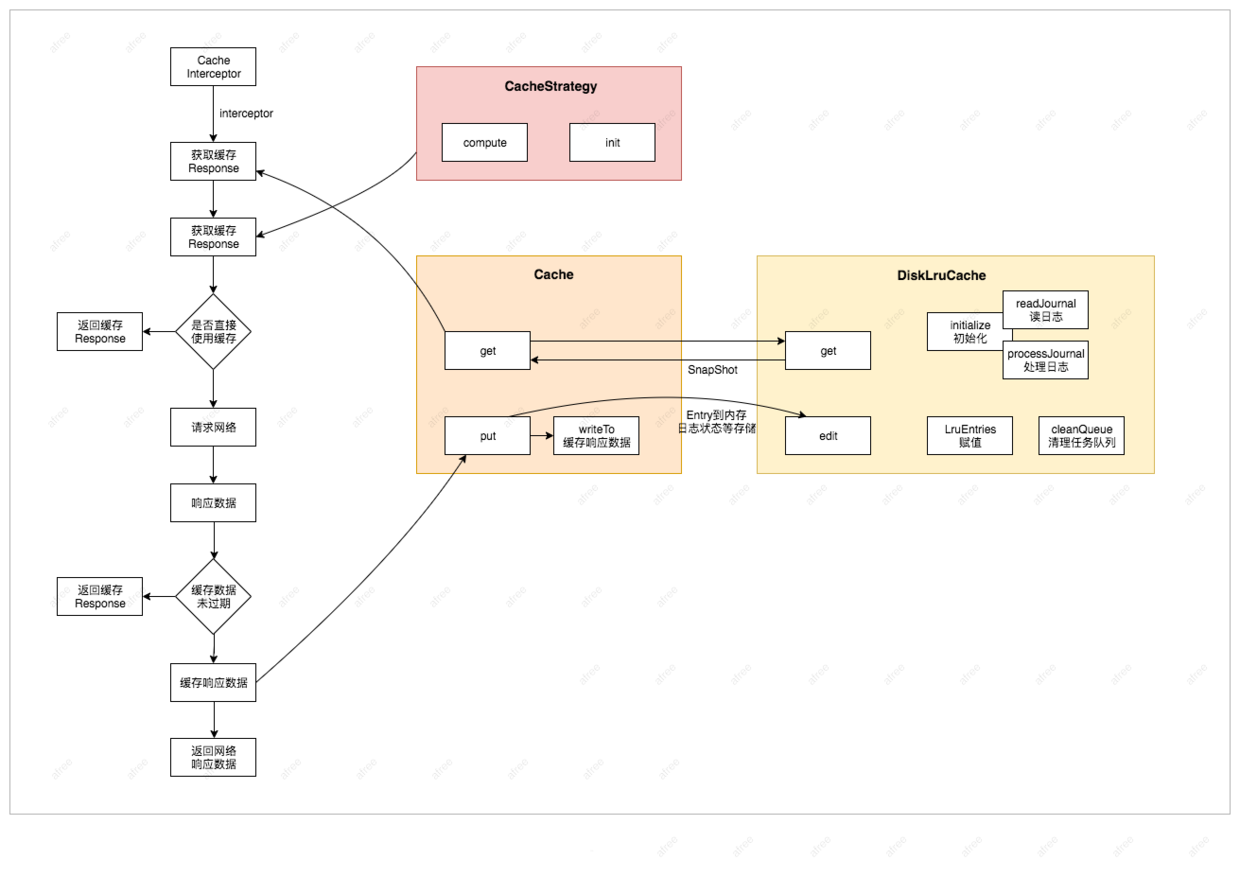 Cache
Interceptor
interceptor
获取缓存
Response
获取缓存
Response
是否直接
使用缓存
返回缓存
Response
请求网络
响应数据
缓存数据
未过期
返回缓存
Response
缓存响应数据
返回网络
响应数据
CacheStrategy
compute
init
Cache
get
put
writeTo
缓存响应数据
SnapShot
Entry到内存
日志状态等存储
DiskLruCache
get
edit
initialize
初始化
readJournal
读日志
processJournal
处理日志
LruEntries
赋值
cleanQueue
清理任务队列
afree